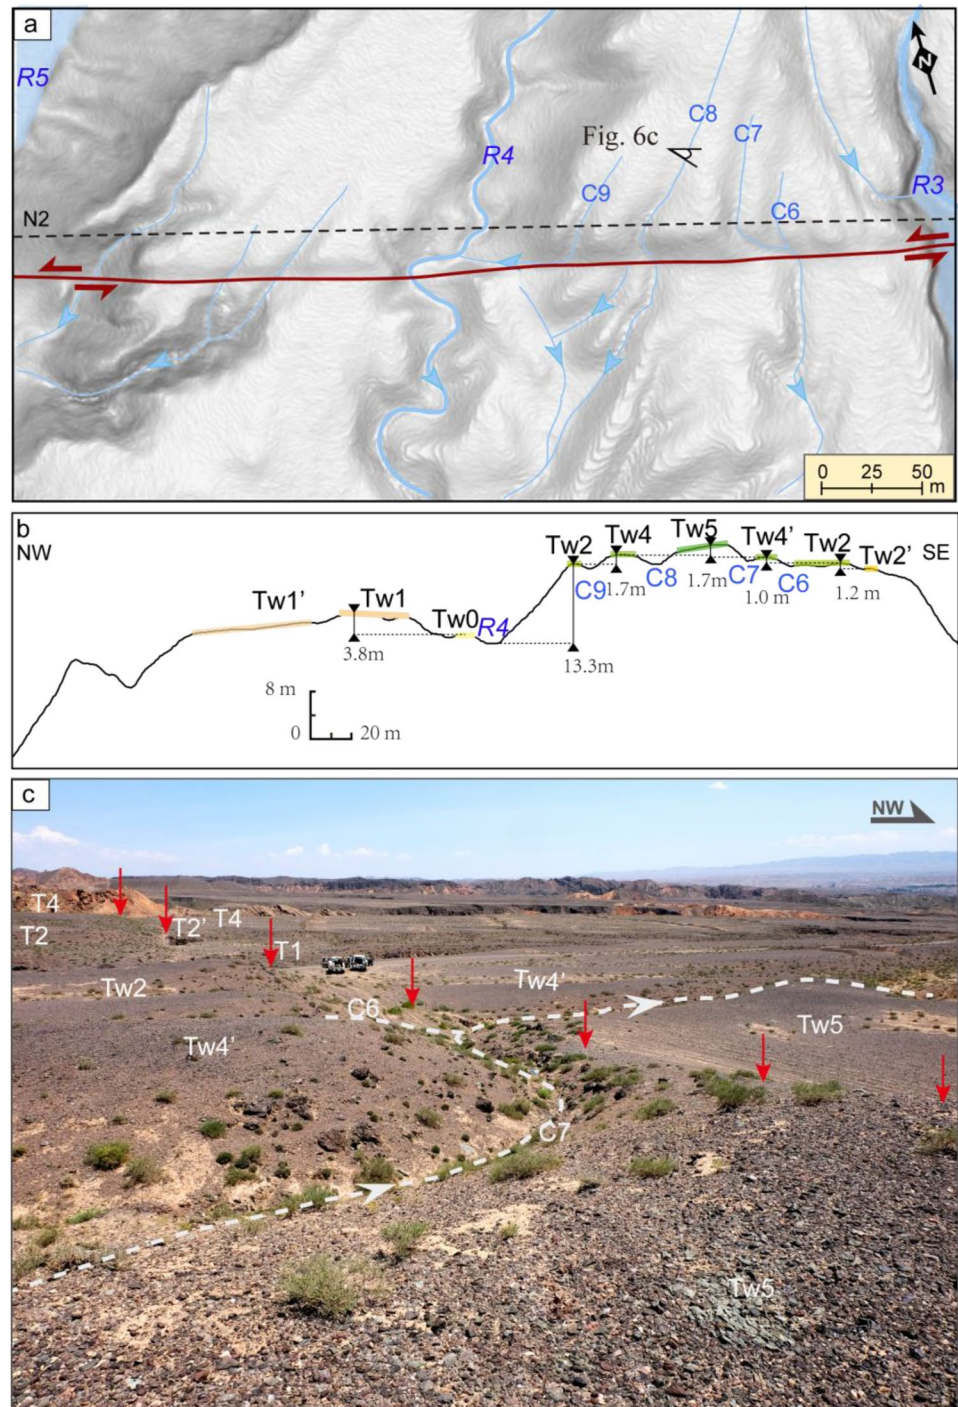 a
R5
C8
Fig. 6c
C7
N
R4
R3
C9
N2
C6
0 25 50
m
b
NW
Tw2 Tw4 Tw5 Tw4’ Tw2 Tw2’ SE
C9 1.7m C8 1.7m C7 1.0 m C6 1.2 m
Tw1’ Tw1
Tw0 R4
3.8m 13.3m
8 m
0 20 m
c
NW
T4
T2 T2’ T4
T1
Tw2 Tw4’
C6 Tw5
Tw4’
C7
Tw5